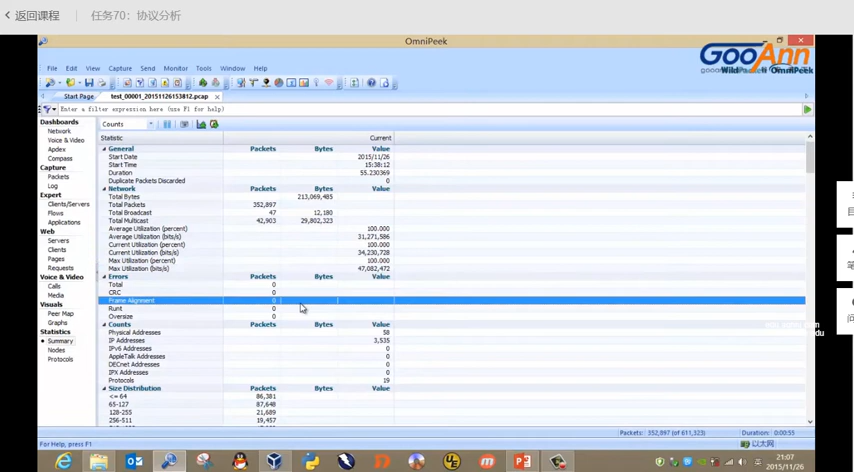 返回课程 任务70：协议分析
OmniPeek
GooAnn
WildPackets OmniPeek
File Edit View Capture Send Monitor Tools Window Help
Start Page test_00001_20151126153812.pcap
Enter a filter expression here (use F1 for help)
Dashboards
Network
Voice & Video
Apdex
Compass
Capture
Packets
Log
Expert
Clients/Servers
Flows
Applications
Web
Servers
Clients
Pages
Requests
Voice & Video
Calls
Media
Visuals
Peer Map
Graphs
Statistics
Summary
Nodes
Protocols
Counts
Current
Statistic Packets Bytes Value
General Packets Bytes Value
Start Date 2015/11/26
Start Time 15:38:12
Duration 55.230369
Duplicate Packets Discarded 0
Network Packets Bytes Value
Total Bytes 213,069,485
Total Packets 352,897
Total Broadcast 47 12,180
Total Multicast 42,903 29,802,323
Average Utilization (percent) 100.000
Average Utilization (bits/s) 31,271,586
Current Utilization (percent) 100.000
Current Utilization (bits/s) 34,230,728
Max Utilization (percent) 100.000
Max Utilization (bits/s) 47,082,472
Errors Packets Bytes Value
Total 0
CRC 0
Frame Alignment 0
Runt 0
Oversize 0
Counts Packets Bytes Value
Physical Addresses 58
IP Addresses 3,535
IPv6 Addresses 0
AppleTalk Addresses 0
DECnet Addresses 0
IPX Addresses 0
Protocols 19
Size Distribution Packets Bytes Value
<= 64 86,381
65-127 87,648
128-255 21,689
256-511 19,457
Packets: 352,897 (of 611,323) Duration: 0:00:55
For Help, press F1
以太网
21:07
2015/11/26